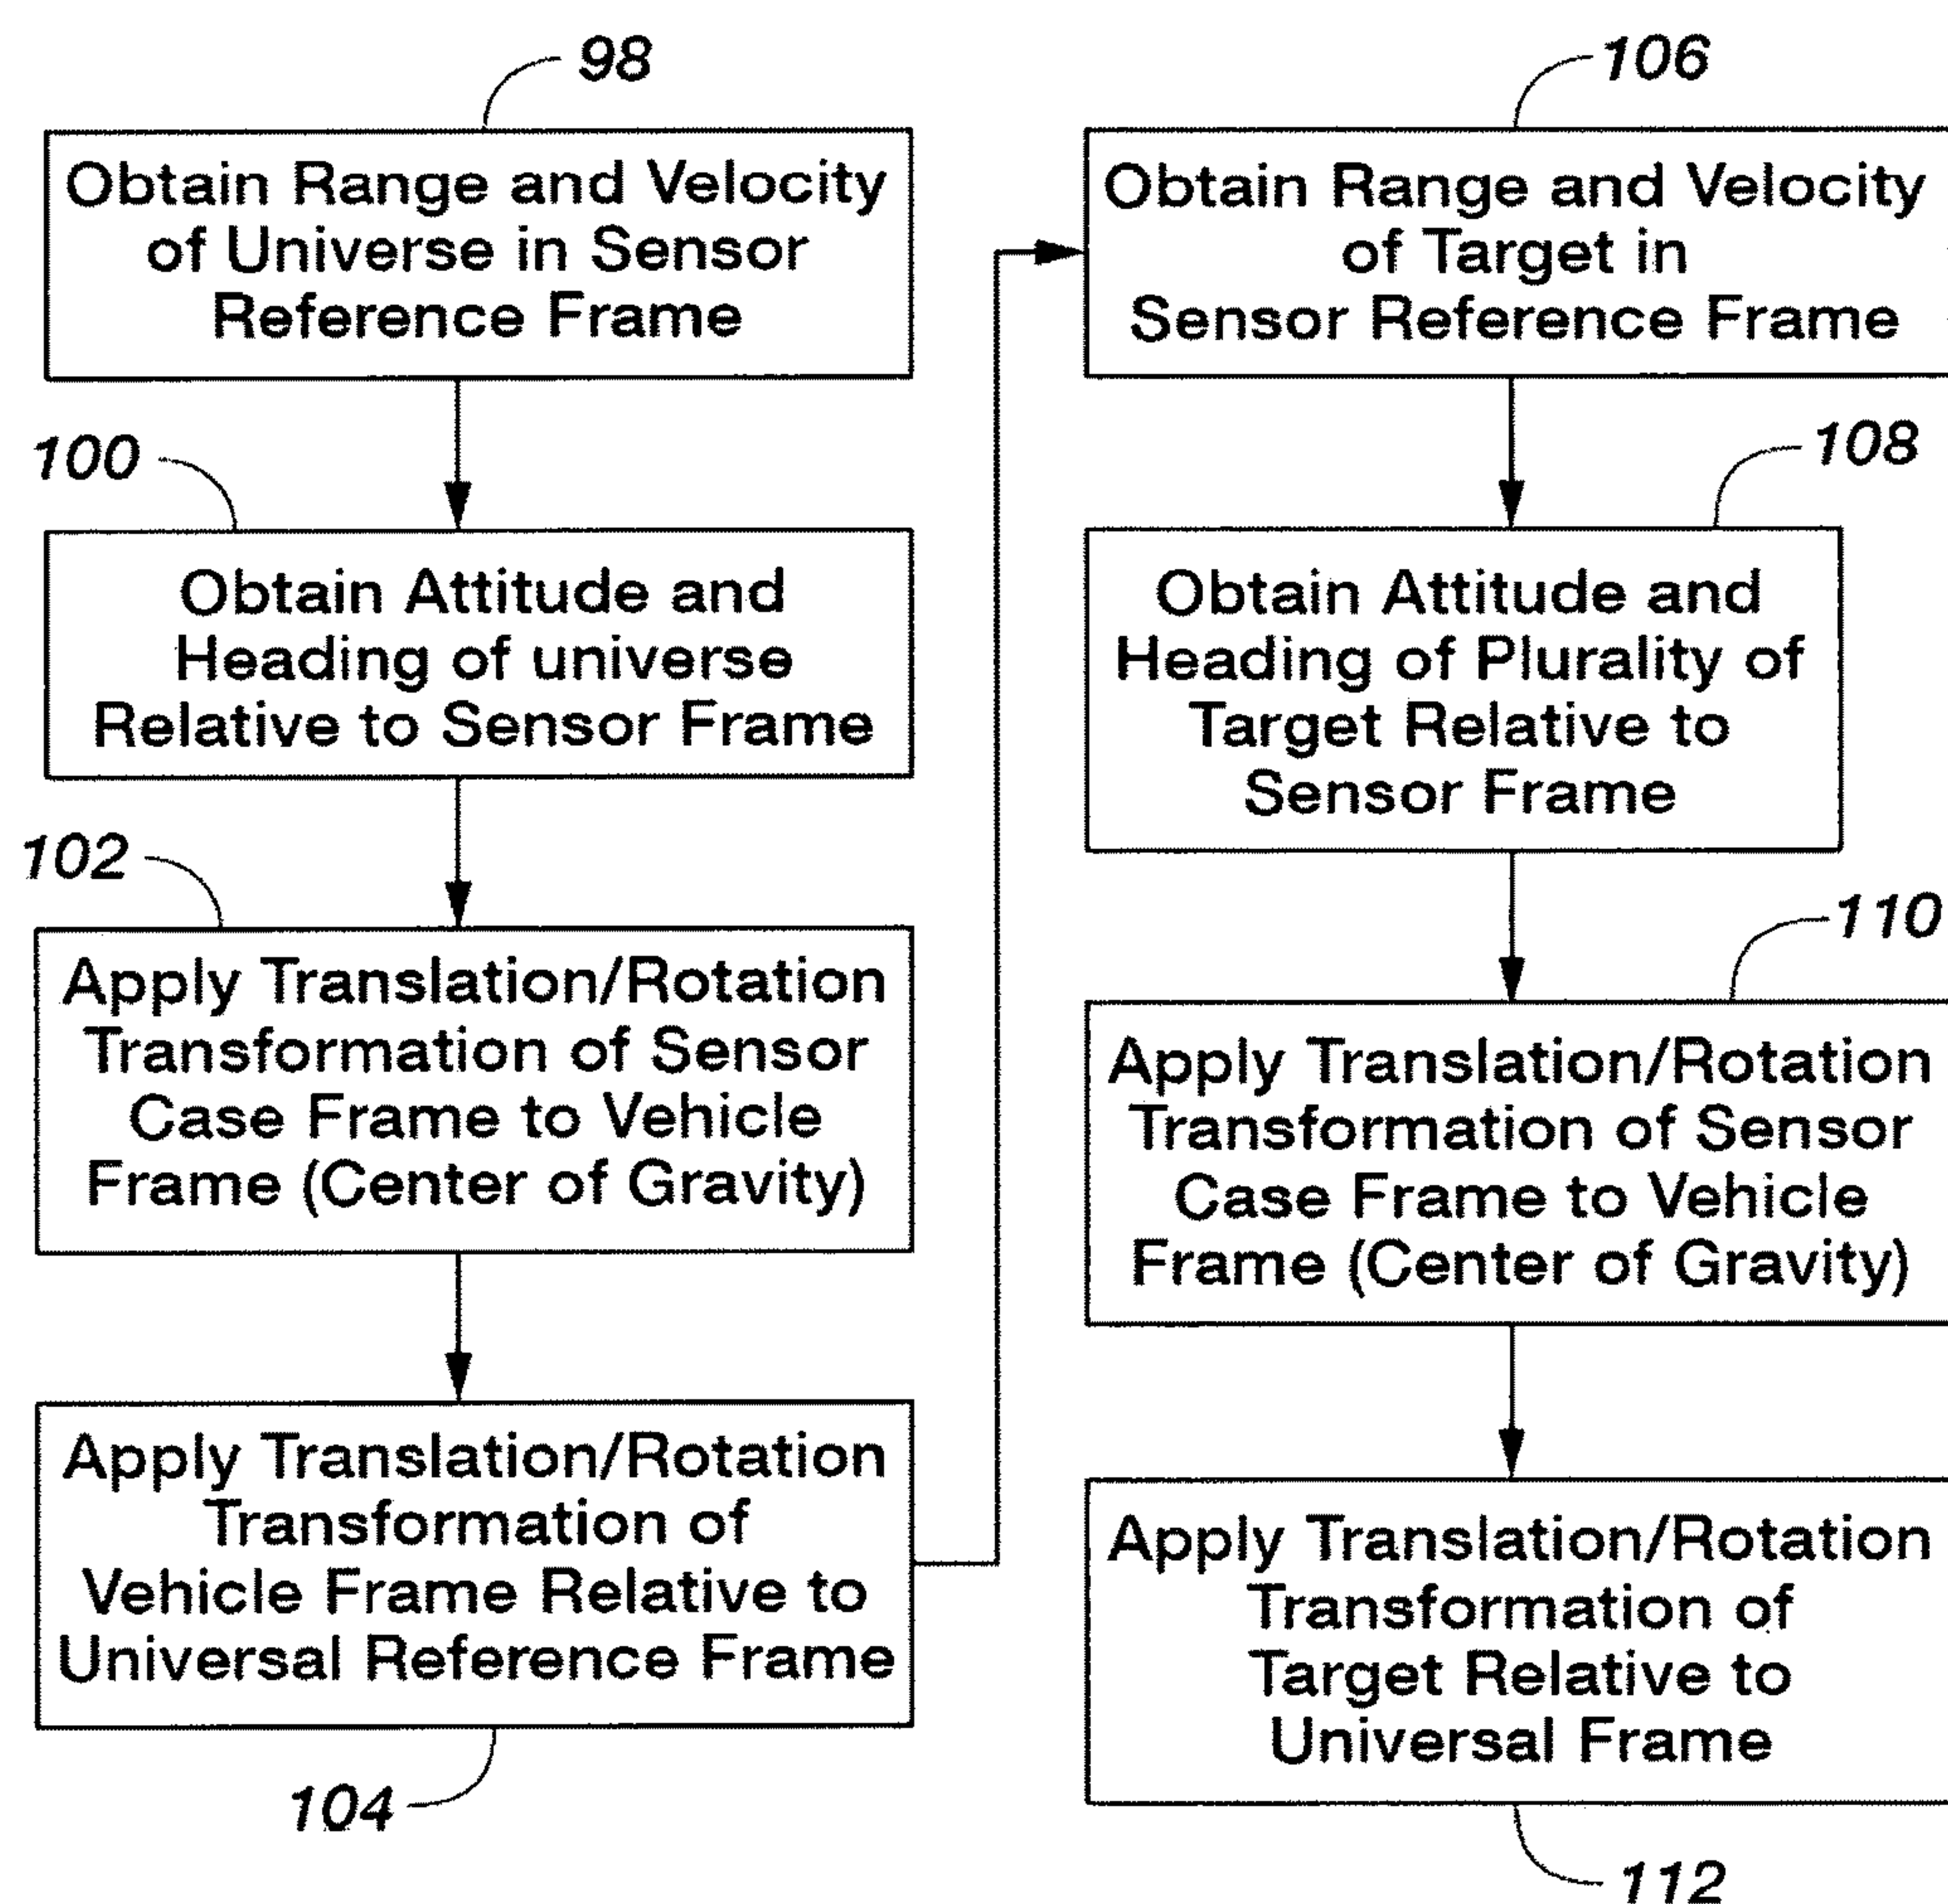 98
Obtain Range and Velocity
of Universe in Sensor
Reference Frame
100
Obtain Attitude and
Heading of universe
Relative to Sensor Frame
102
Apply Translation/Rotation
Transformation of Sensor
Case Frame to Vehicle
Frame (Center of Gravity)
Apply Translation/Rotation
Transformation of
Vehicle Frame Relative to
Universal Reference Frame
104
106
Obtain Range and Velocity
of Target in
Sensor Reference Frame
108
Obtain Attitude and
Heading of Plurality of
Target Relative to
Sensor Frame
110
Apply Translation/Rotation
Transformation of Sensor
Case Frame to Vehicle
Frame (Center of Gravity)
Apply Translation/Rotation
Transformation of
Target Relative to
Universal Frame
112